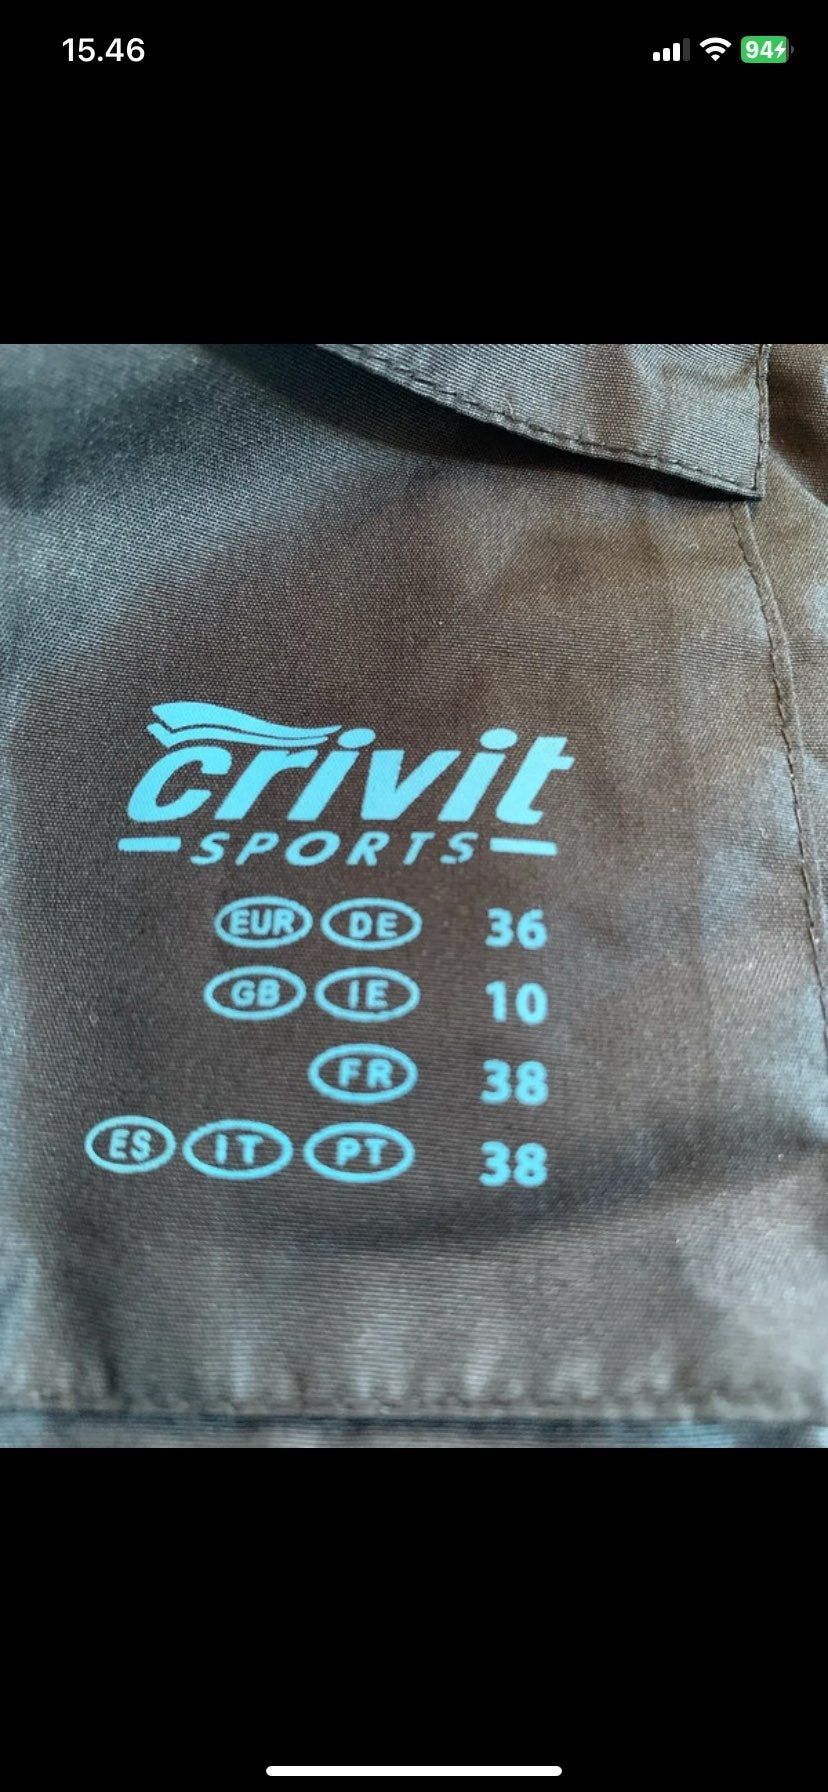 15.46
94
crivit
SPORTS
EUR DE 36
GB IE 10
FR 38
ES IT PT 38